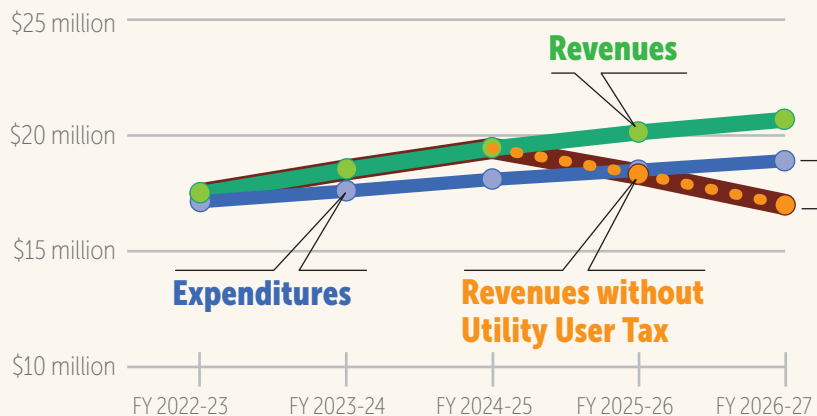 $25 million
Revenues
$20 million
$15 million
Expenditures
Revenues without
Utility User Tax
$10 million
FY 2022-23
FY 2023-24
FY 2024-25
FY 2025-26
FY 2026-27